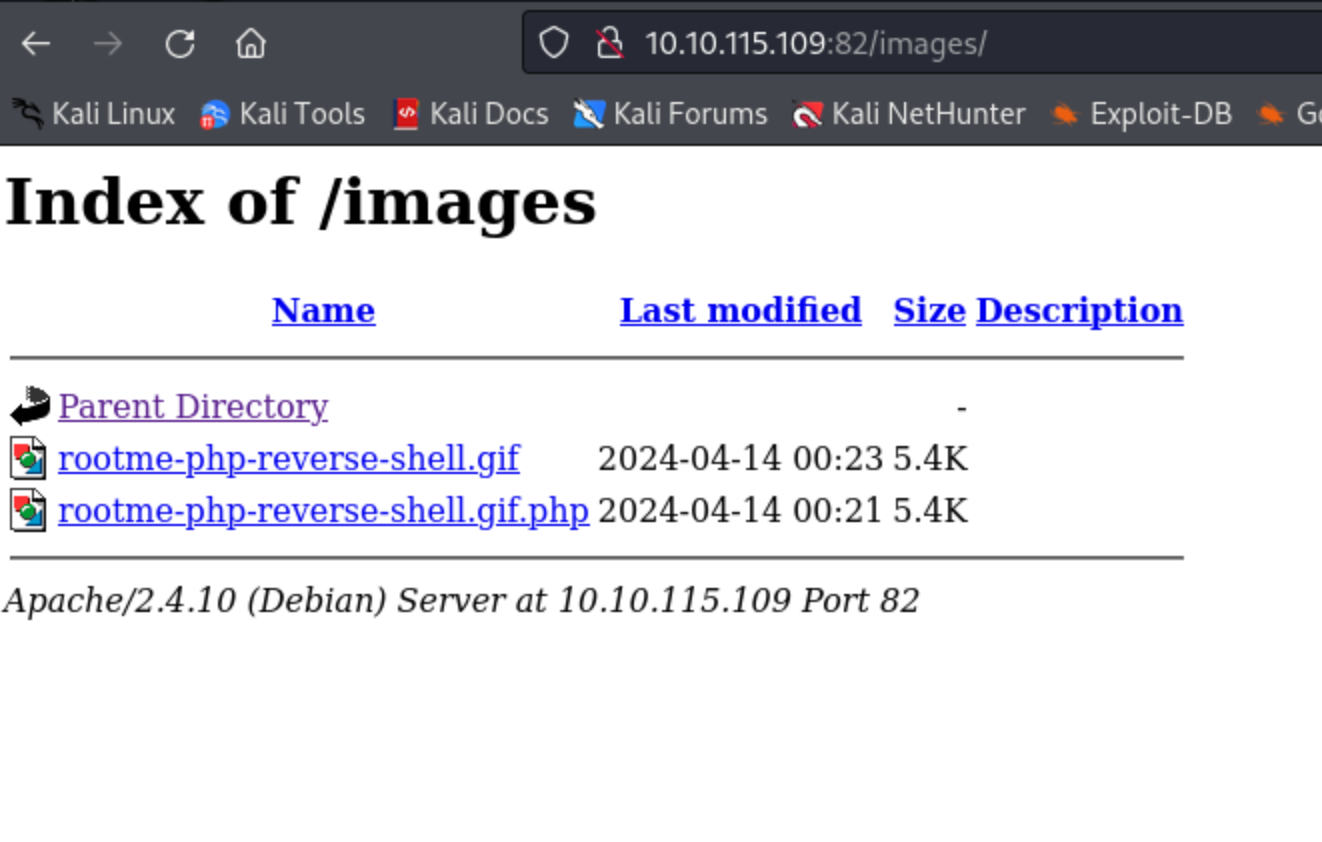 10.10.115.109:82/images/
Kali Linux Kali Tools Kali Docs Kali Forums Kali NetHunter Exploit-DB
Index of /images
Name Last modified Size Description
Parent Directory -
rootme-php-reverse-shell.gif 2024-04-14 00:23 5.4K
rootme-php-reverse-shell.gif.php 2024-04-14 00:21 5.4K
Apache/2.4.10 (Debian) Server at 10.10.115.109 Port 82